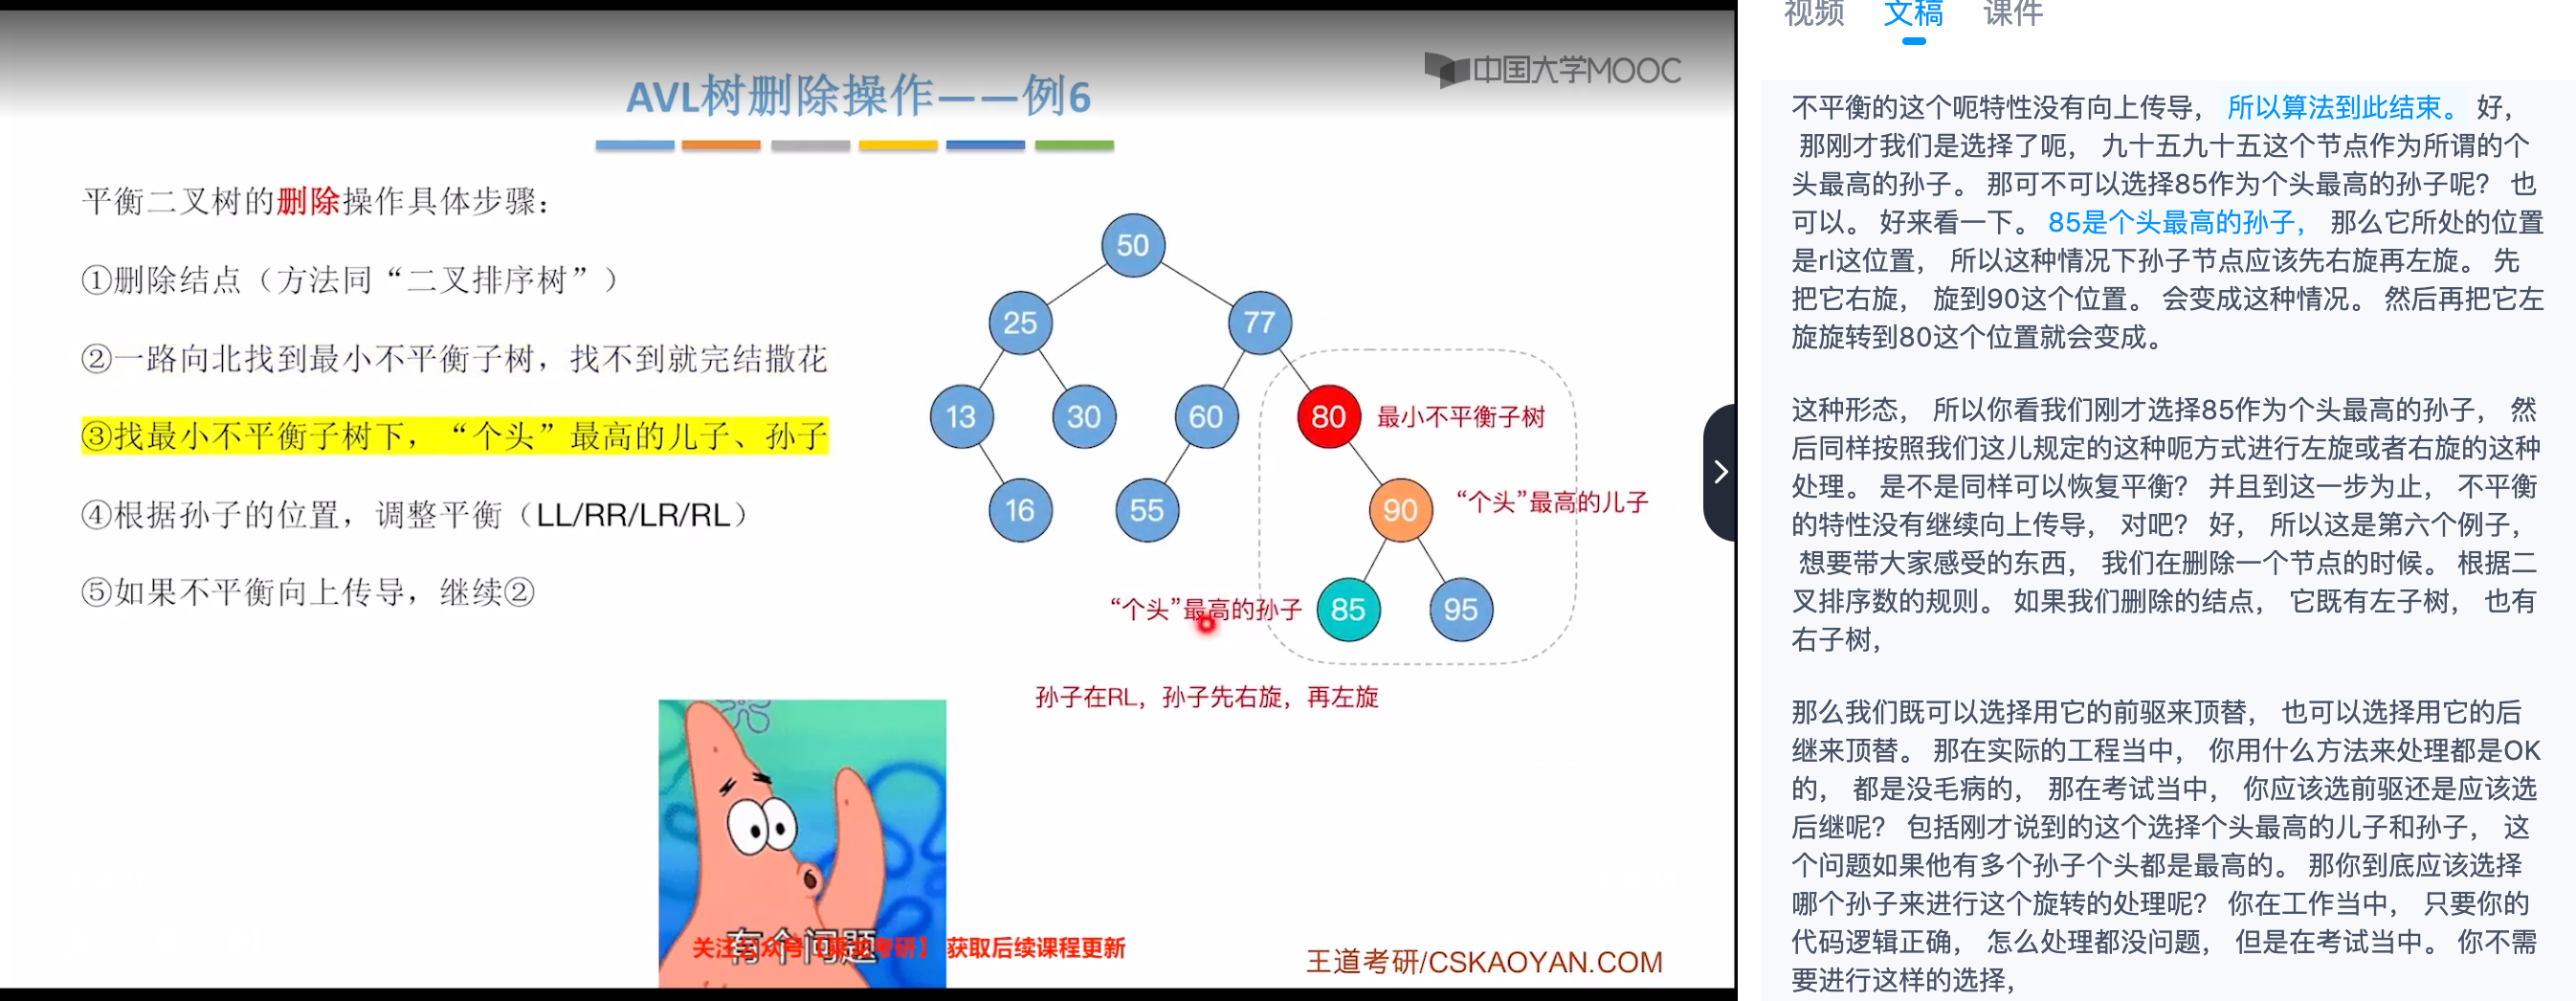 中国大学MOOC
AVL树删除操作——例6
平衡二叉树的删除操作具体步骤：
①删除结点（方法同“二叉排序树”）
②一路向北找到最小不平衡子树，找不到就完结撒花
③找最小不平衡子树下，“个头”最高的儿子、孙子
④根据孙子的位置，调整平衡（LL/RR/LR/RL）
⑤如果不平衡向上传导，继续②
50
25
77
13
30
60
80
最小不平衡子树
16
55
90
“个头”最高的儿子
“个头”最高的孙子
85
95
孙子在RL，孙子先右旋，再左旋
有个问题
获取后续课程更新
王道考研/CSKAOYAN.COM
视频
文稿
课件
不平衡的这个呃特性没有向上传导， 所以算法到此结束。 好，
那刚才我们是选择了呃， 九十五九十五这个节点作为所谓的个
头最高的孙子。 那可不可以选择85作为个头最高的孙子呢？ 也
可以。 好来看一下。 85是个头最高的孙子， 那么它所处的位置
是rl这位置， 所以这种情况下孙子节点应该先右旋再左旋。 先
把它右旋， 旋到90这个位置。 会变成这种情况。 然后再把它左
旋旋转到80这个位置就会变成。
这种形态， 所以你看我们刚才选择85作为个头最高的孙子， 然
后同样按照我们这儿规定的这种呃方式进行左旋或者右旋的这种
处理。 是不是同样可以恢复平衡？ 并且到这一步为止， 不平衡
的特性没有继续向上传导， 对吧？ 好， 所以这是第六个例子，
想要带大家感受的东西， 我们在删除一个节点的时候。 根据二
叉排序数的规则。 如果我们删除的结点， 它既有左子树， 也有
右子树，
那么我们既可以选择用它的前驱来顶替， 也可以选择用它的后
继来顶替。 那在实际的工程当中， 你用什么方法来处理都是OK
的， 都是没毛病的， 那在考试当中， 你应该选前驱还是应该选
后继呢？ 包括刚才说到的这个选择个头最高的儿子和孙子， 这
个问题如果他有多个孙子个头都是最高的。 那你到底应该选择
哪个孙子来进行这个旋转的处理呢？ 你在工作当中， 只要你的
代码逻辑正确， 怎么处理都没问题， 但是在考试当中。 你不需
要进行这样的选择，